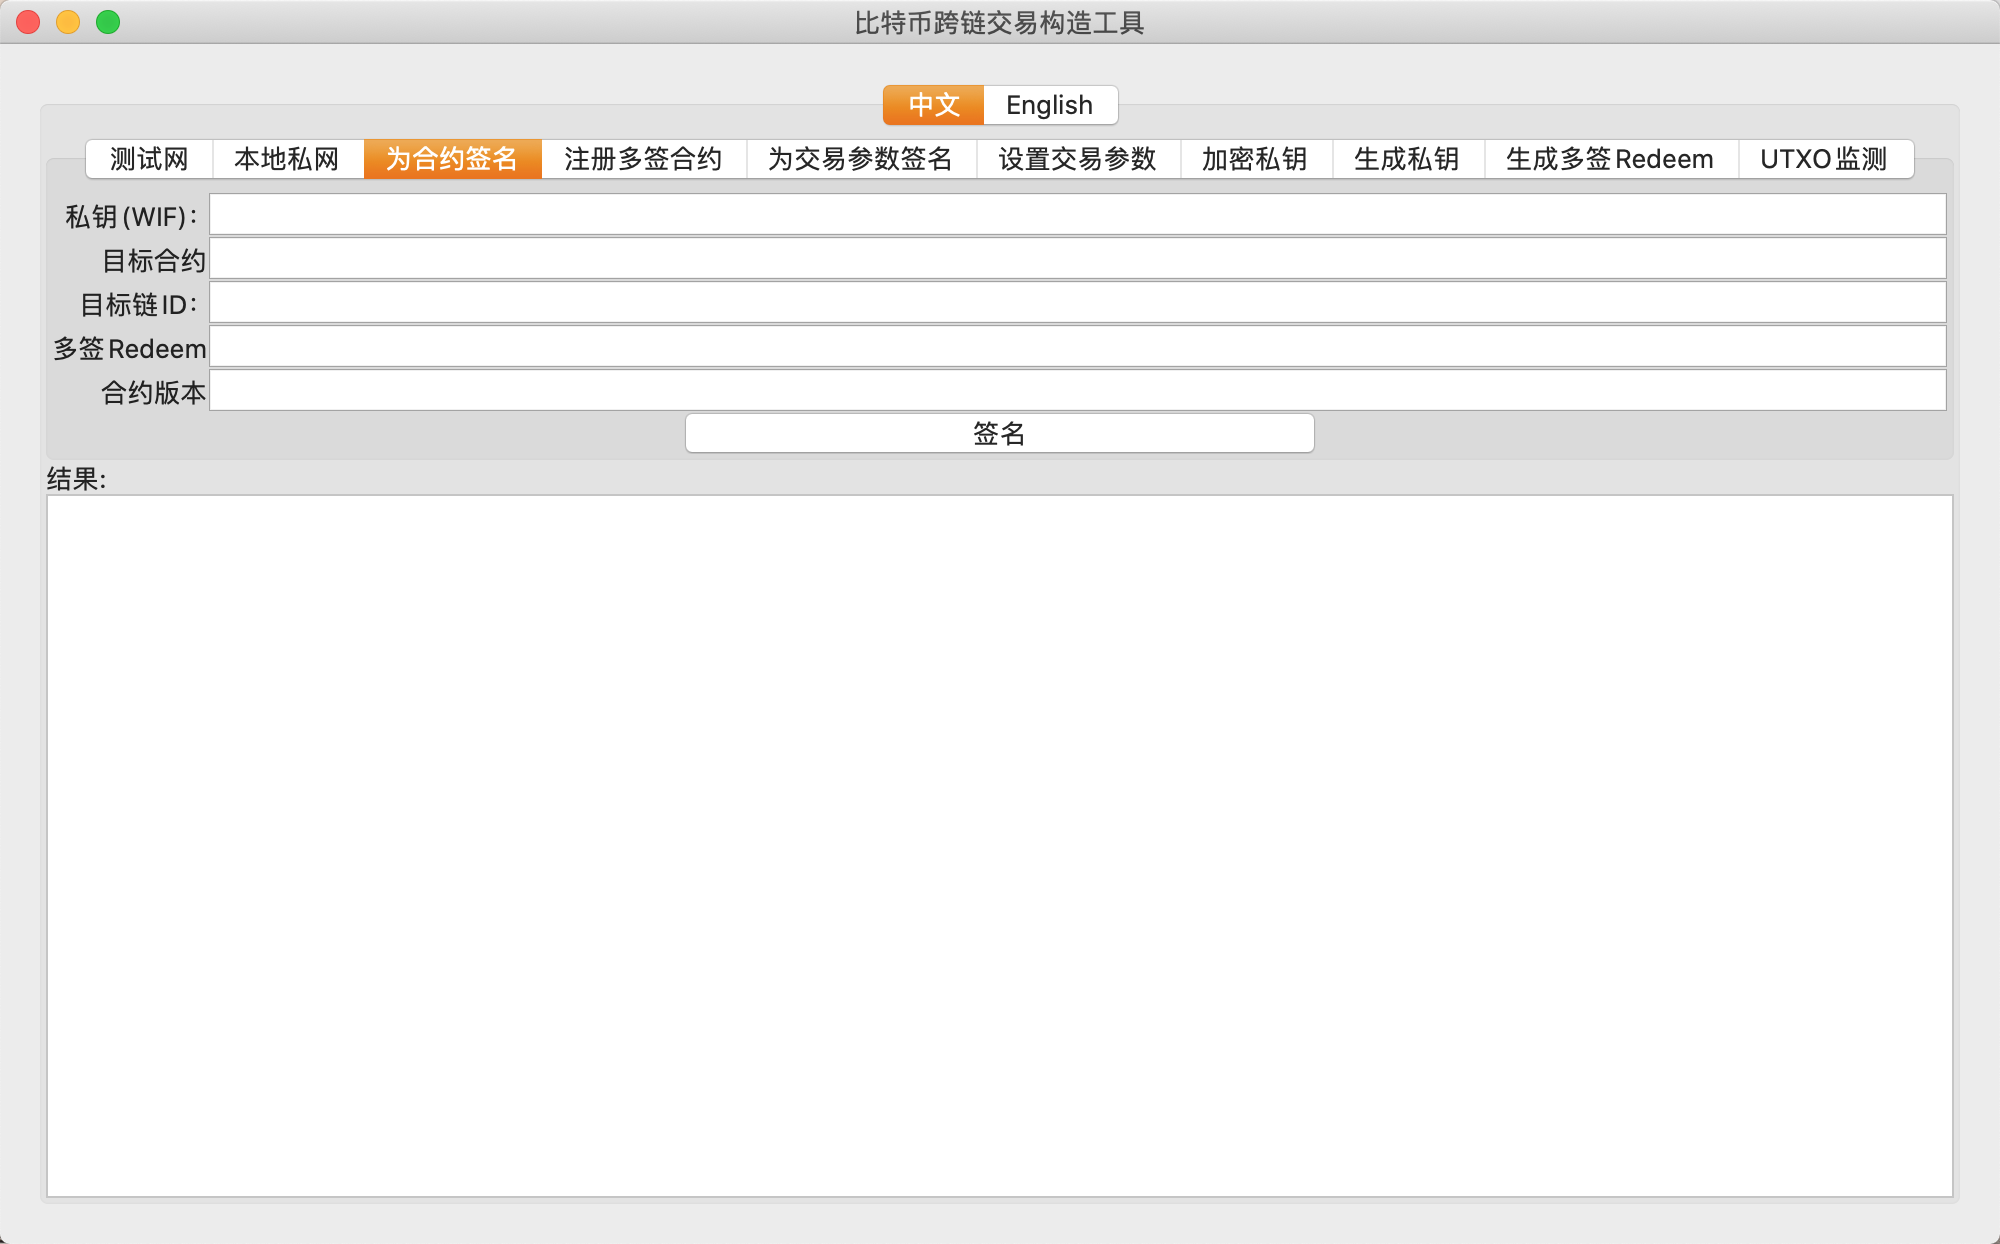 比特币跨链交易构造工具
中文 English
测试网 本地私网 为合约签名 注册多签合约 为交易参数签名 设置交易参数 加密私钥 生成私钥 生成多签Redeem UTXO监测
私钥(WIF):
目标合约
目标链ID:
多签Redeem
合约版本
签名
结果: